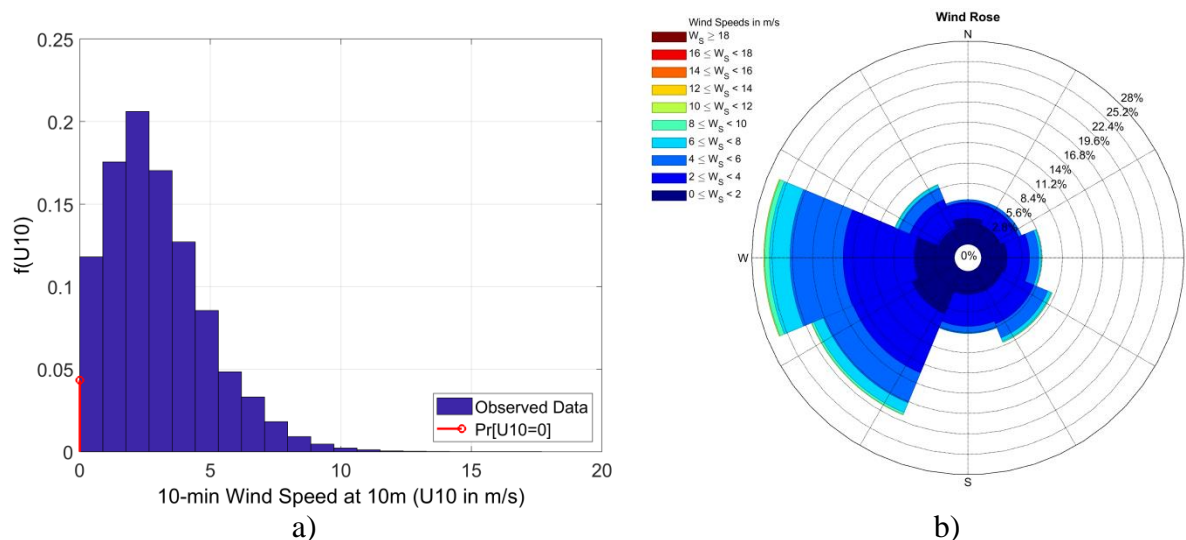 0.25
0.2
0.15
0.1
0.05
0
f(U10)
0
5
10
15
20
10-min Wind Speed at 10m (U10 in m/s)
Observed Data
Pr[U10=0]
a)
Wind Speeds in m/s
W_S ≥ 18
16 ≤ W_S < 18
14 ≤ W_S < 16
12 ≤ W_S < 14
10 ≤ W_S < 12
8 ≤ W_S < 10
6 ≤ W_S < 8
4 ≤ W_S < 6
2 ≤ W_S < 4
0 ≤ W_S < 2
Wind Rose
N
28%
25.2%
22.4%
19.6%
16.8%
14%
11.2%
8.4%
5.6%
2.8%
0%
W
S
b)